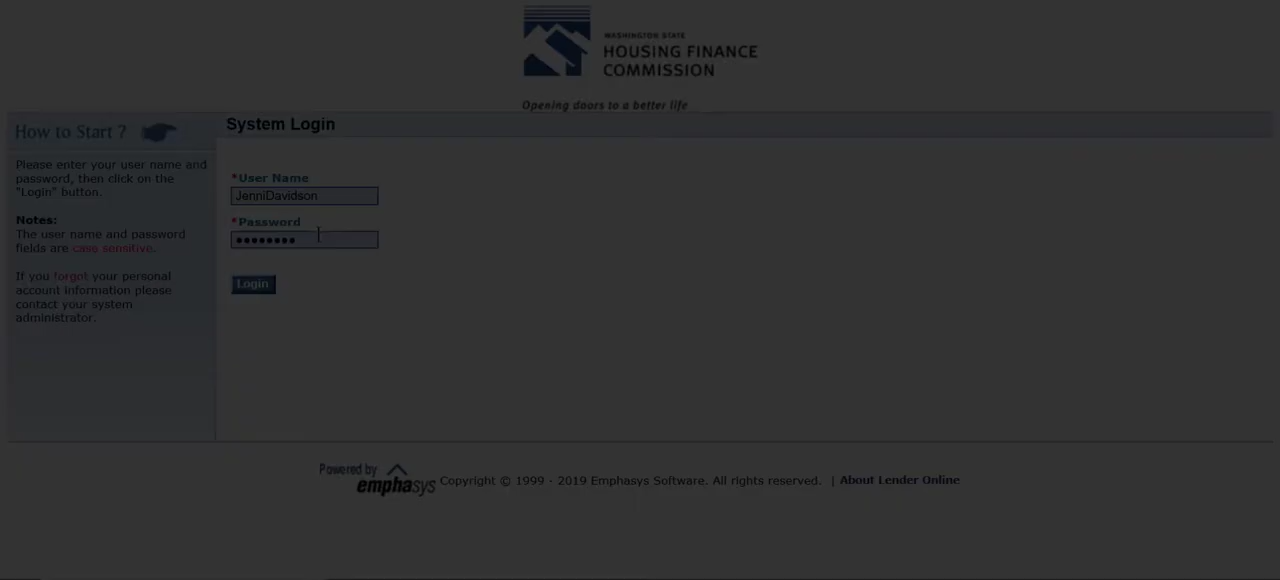 WASHINGTON STATE
HOUSING FINANCE
COMMISSION
Opening doors to a better life
How to Start ?
Please enter your user name and
password, then click on the
"Login" button.
Notes:
The user name and password
fields are case sensitive.
If you forgot your personal
account information please
contact your system
administrator.
System Login
*User Name
JenniDavidson
*Password
••••••••
Login
Powered by
emphasys
Copyright © 1999 - 2019 Emphasys Software. All rights reserved. | About Lender Online